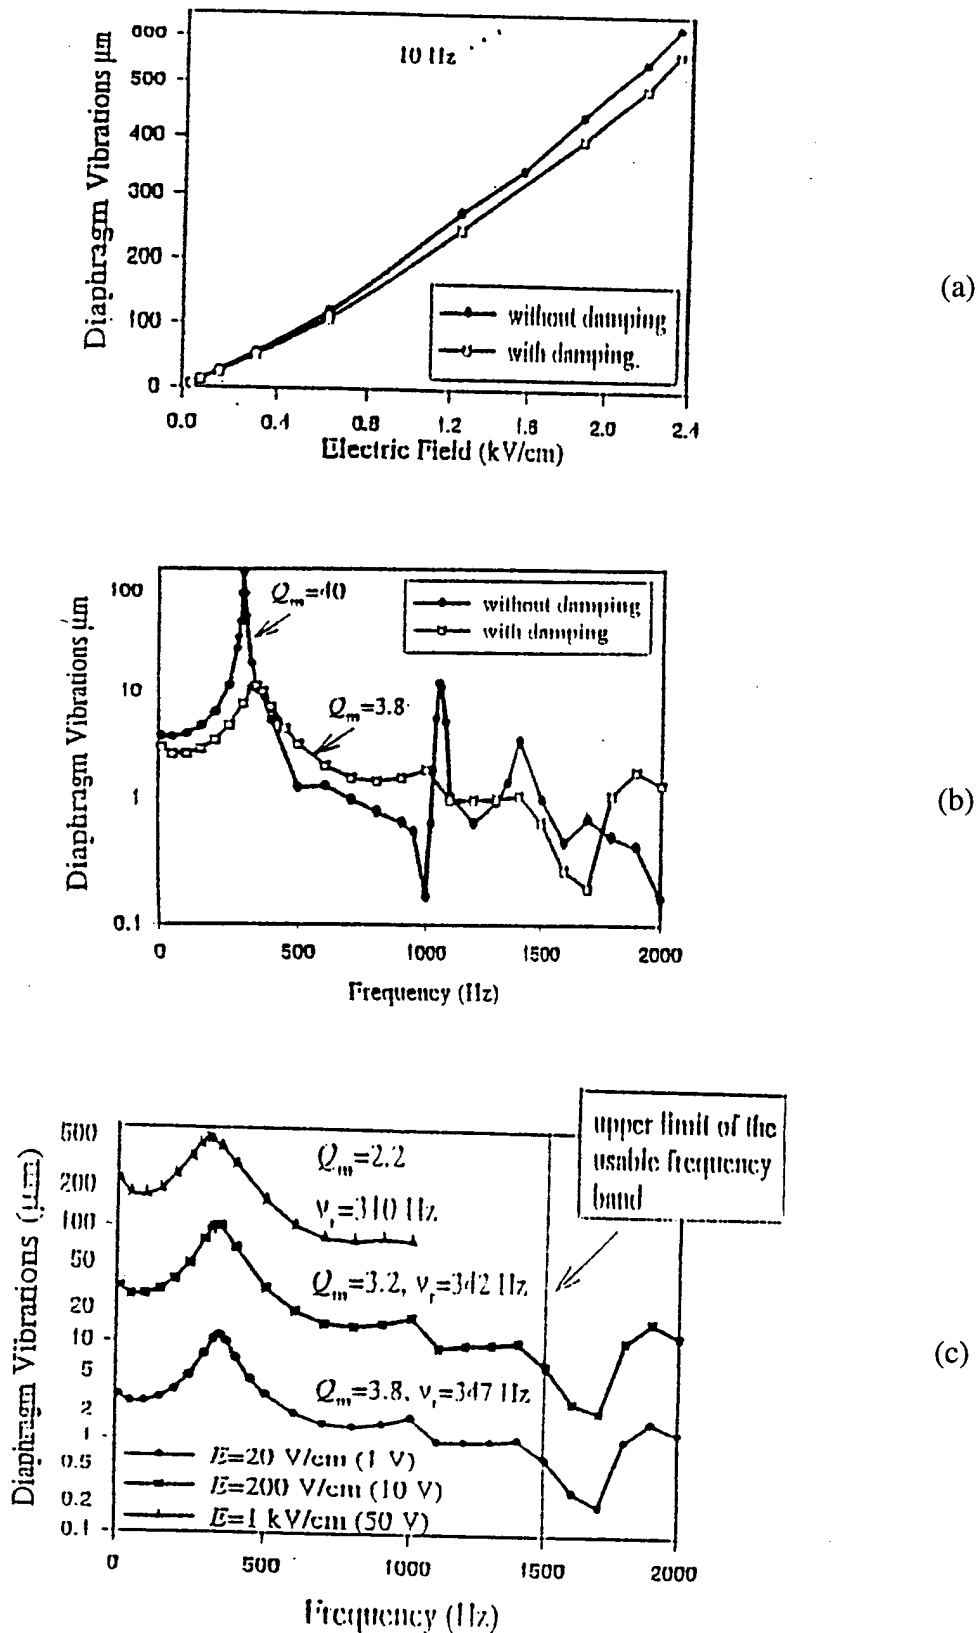 Diaphragm Vibrations μm
600
500
400
300
200
100
0
10 Hz
without damping
with damping.
0.0 0.4 0.8 1.2 1.6 2.0 2.4
Electric Field (kV/cm)
(a)
Diaphragm Vibrations μm
100
10
1
0.1
Qm=40
Qm=3.8
without damping
with damping
0 500 1000 1500 2000
Frequency (Hz)
(b)
Diaphragm Vibrations (μm)
500
200
100
50
20
10
5
2
1
0.5
0.2
0.1
upper limit of the
usable frequency
band
Qm=2.2
νr=310 Hz
Qm=3.2, νr=342 Hz
Qm=3.8, νr=347 Hz
E=20 V/cm (1 V)
E=200 V/cm (10 V)
E=1 kV/cm (50 V)
0 500 1000 1500 2000
Frequency (Hz)
(c)